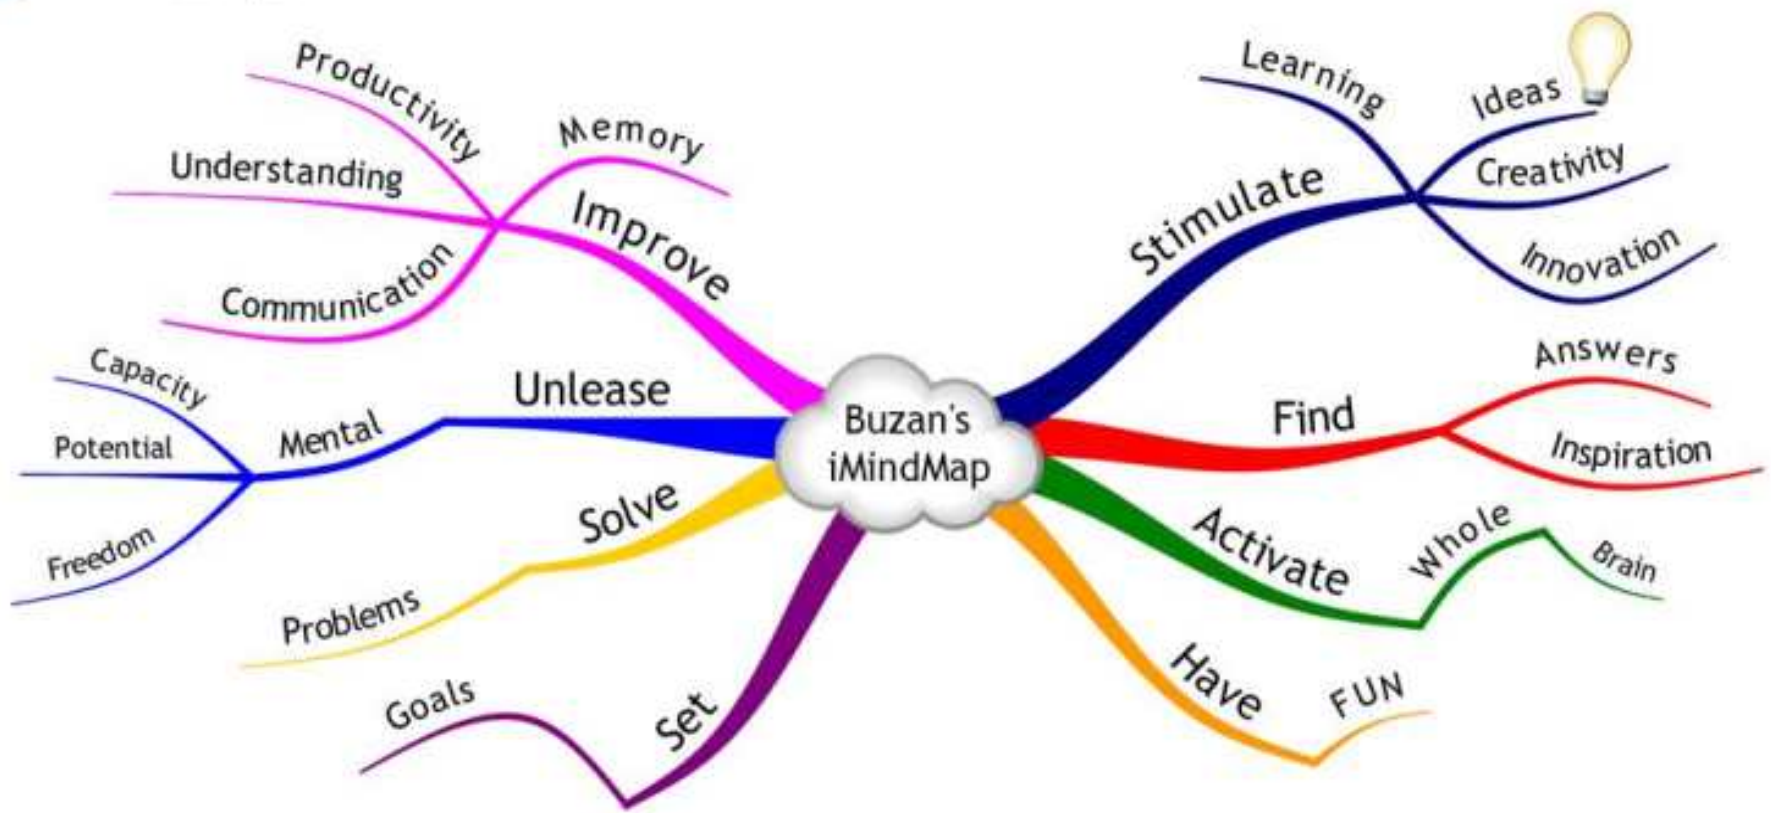 Buzan's
iMindMap
Stimulate
Learning
Ideas
Creativity
Innovation
Find
Answers
Inspiration
Activate
Whole
Brain
Have
FUN
Set
Goals
Solve
Problems
Unlease
Mental
Capacity
Potential
Freedom
Improve
Productivity
Memory
Understanding
Communication